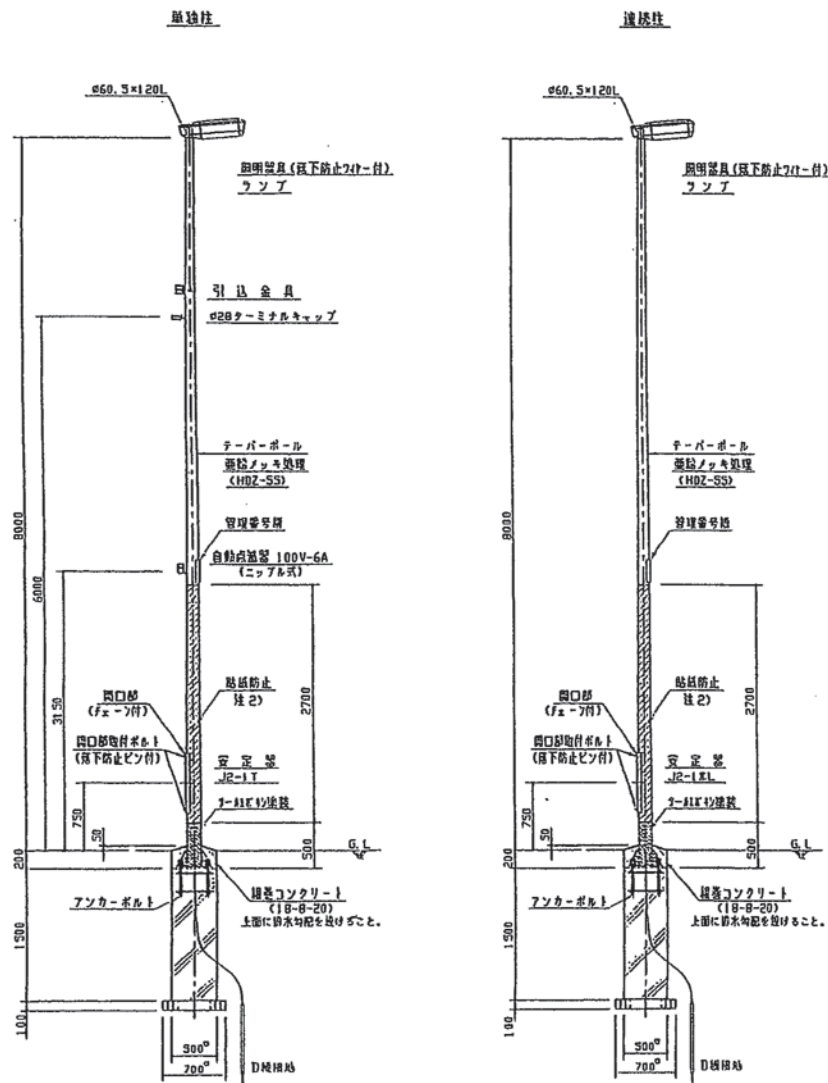 単独柱
φ60.5×120L
照明器具(落下防止ワイヤー付)
ランプ
引込金具
φ28ターミナルキャップ
テーパーポール
亜鉛メッキ処理
(HDZ-55)
管理番号板
自動点滅器 100V-6A
(ニップル式)
開口部
(チェーン付)
開口部取付ボルト
(落下防止ピン付)
貼紙防止
注2)
安定器
J2-1T
タールエポキシ塗装
G.L
アンカーボルト
根巻コンクリート
(18-8-20)
上面に排水勾配を設けること。
D種接地
8000
6000
3150
750
50
2700
500
200
1500
100
500□
700□
連続柱
φ60.5×120L
照明器具(落下防止ワイヤー付)
ランプ
テーパーポール
亜鉛メッキ処理
(HDZ-55)
管理番号板
開口部
(チェーン付)
開口部取付ボルト
(落下防止ピン付)
貼紙防止
注2)
安定器
タールエポキシ塗装
G.L
アンカーボルト
根巻コンクリート
(18-8-20)
上面に排水勾配を設けること。
D種接地
8000
750
50
2700
500
200
1500
100
500□
700□